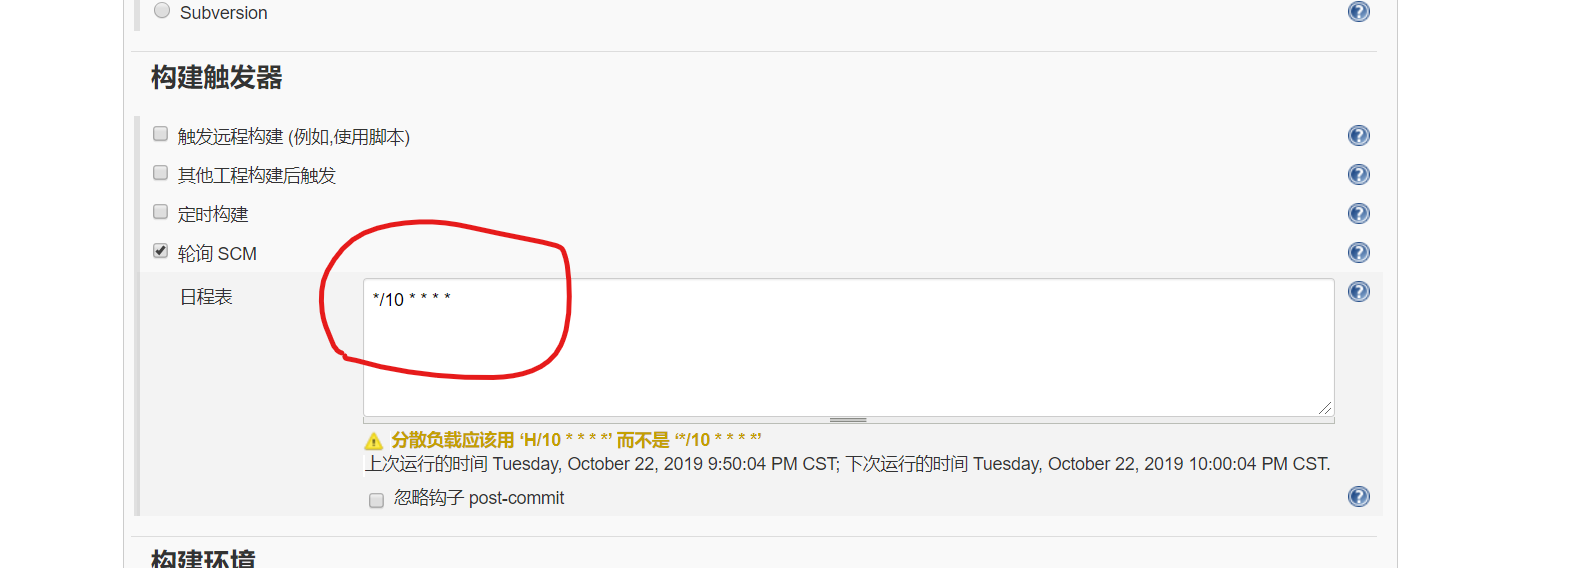 Subversion
构建触发器
触发远程构建 (例如,使用脚本)
其他工程构建后触发
定时构建
轮询 SCM
日程表
*/10 * * * *
分散负载应该用 ‘H/10 * * * *’ 而不是 ‘*/10 * * * *’
上次运行的时间 Tuesday, October 22, 2019 9:50:04 PM CST; 下次运行的时间 Tuesday, October 22, 2019 10:00:04 PM CST.
忽略钩子 post-commit
构建环境